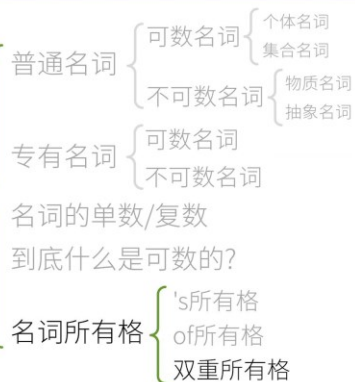 普通名词
可数名词
个体名词
集合名词
不可数名词
物质名词
抽象名词
专有名词
可数名词
不可数名词
名词的单数/复数
到底什么是可数的?
名词所有格
's所有格
of所有格
双重所有格